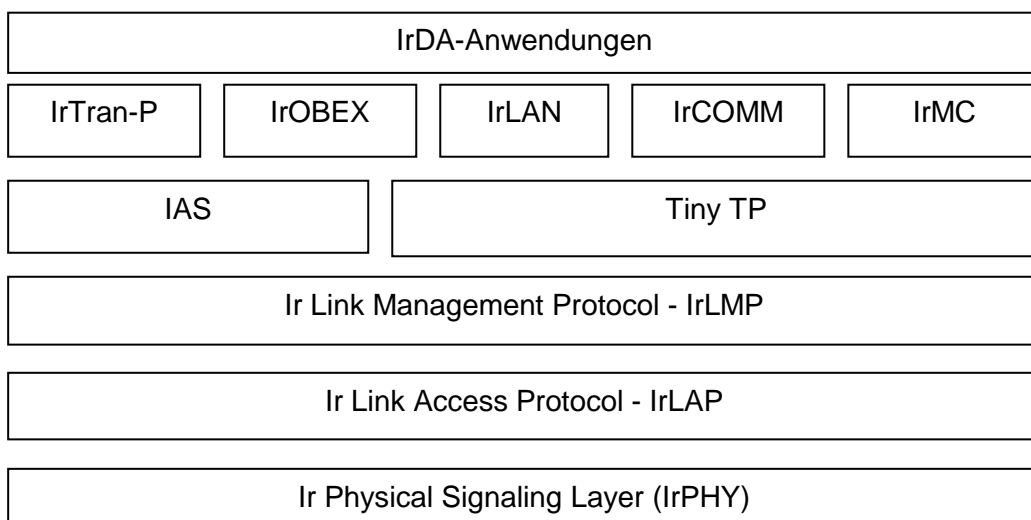 IrDA-Anwendungen
IrTran-P IrOBEX IrLAN IrCOMM IrMC
IAS Tiny TP
Ir Link Management Protocol - IrLMP
Ir Link Access Protocol - IrLAP
Ir Physical Signaling Layer (IrPHY)